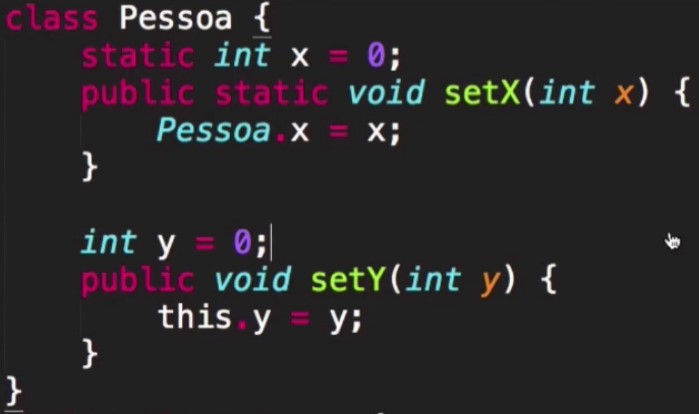 class Pessoa {
    static int x = 0;
    public static void setX(int x) {
        Pessoa.x = x;
    }

    int y = 0;
    public void setY(int y) {
        this.y = y;
    }
}